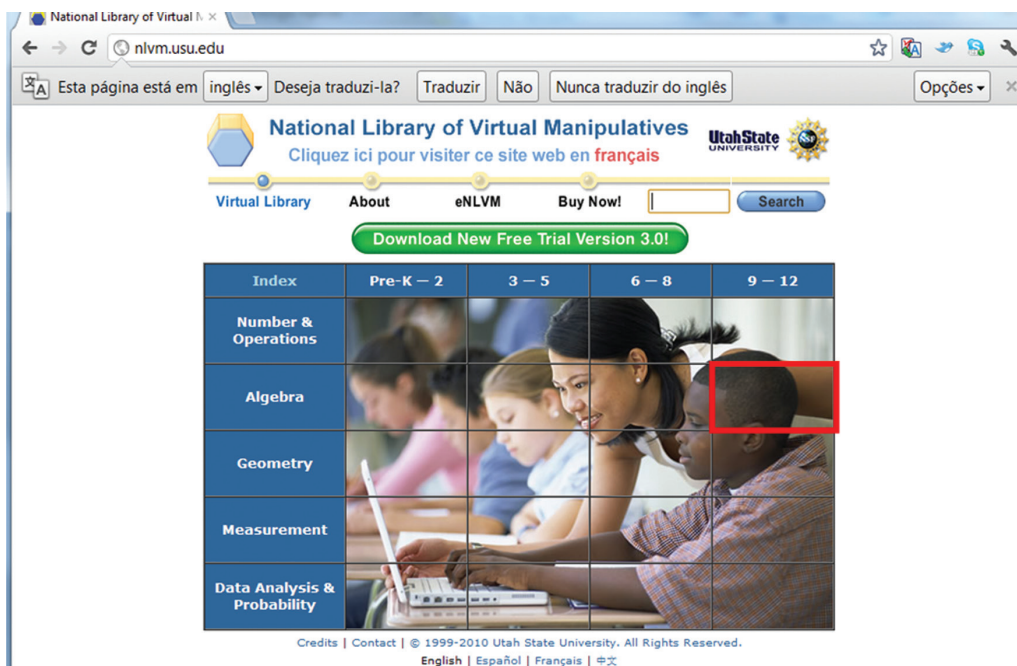 National Library of Virtual
nlvm.usu.edu
Esta página está em inglês Deseja traduzi-la? Traduzir Não Nunca traduzir do inglês Opções
National Library of Virtual Manipulatives
Cliquez ici pour visiter ce site web en français
UtahState
UNIVERSITY
NSF
Virtual Library About eNLVM Buy Now! Search
Download New Free Trial Version 3.0!
Index Pre-K — 2 3 — 5 6 — 8 9 — 12
Number &
Operations
Algebra
Geometry
Measurement
Data Analysis &
Probability
Credits | Contact | © 1999-2010 Utah State University. All Rights Reserved.
English | Español | Français | 中文